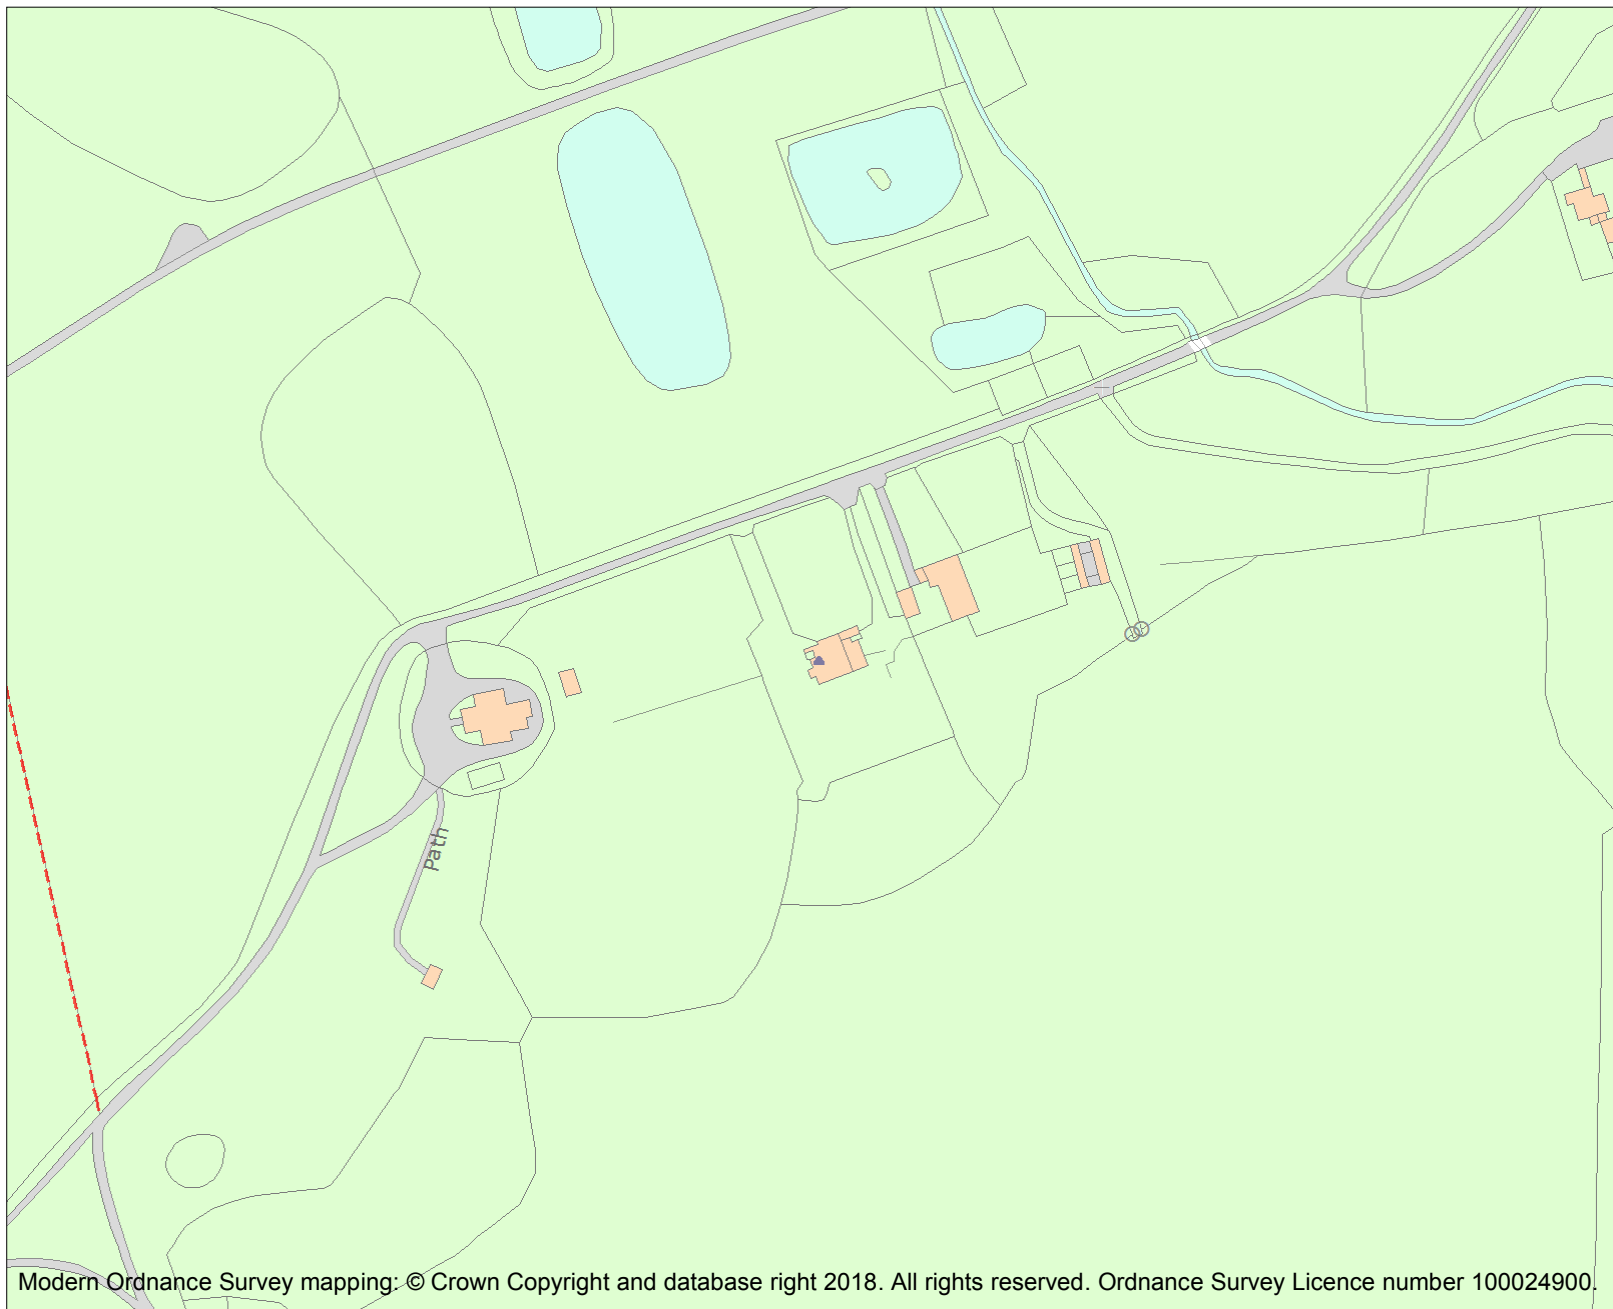 Path
Modern Ordnance Survey mapping: © Crown Copyright and database right 2018. All rights reserved. Ordnance Survey Licence number 100024900.